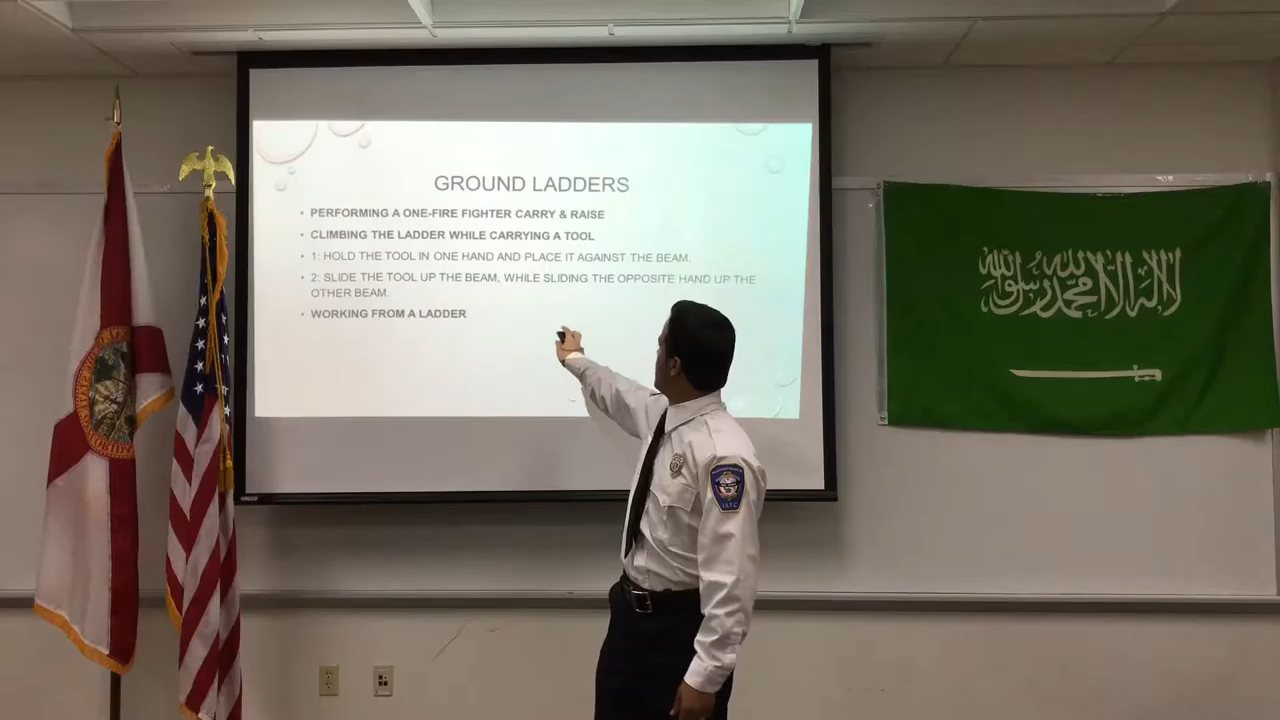 GROUND LADDERS
• PERFORMING A ONE-FIRE FIGHTER CARRY & RAISE
• CLIMBING THE LADDER WHILE CARRYING A TOOL
• 1: HOLD THE TOOL IN ONE HAND AND PLACE IT AGAINST THE BEAM.
• 2: SLIDE THE TOOL UP THE BEAM, WHILE SLIDING THE OPPOSITE HAND UP THE
OTHER BEAM.
• WORKING FROM A LADDER
لا إله إلا الله محمد رسول الله